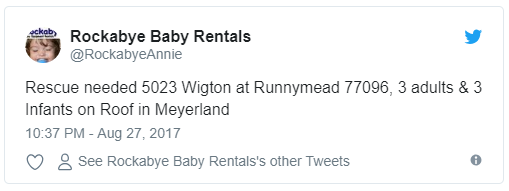 Rockabye Baby Rentals
@RockabyeAnnie
Rescue needed 5023 Wigton at Runnymead 77096, 3 adults & 3
Infants on Roof in Meyerland
10:37 PM - Aug 27, 2017
See Rockabye Baby Rentals's other Tweets